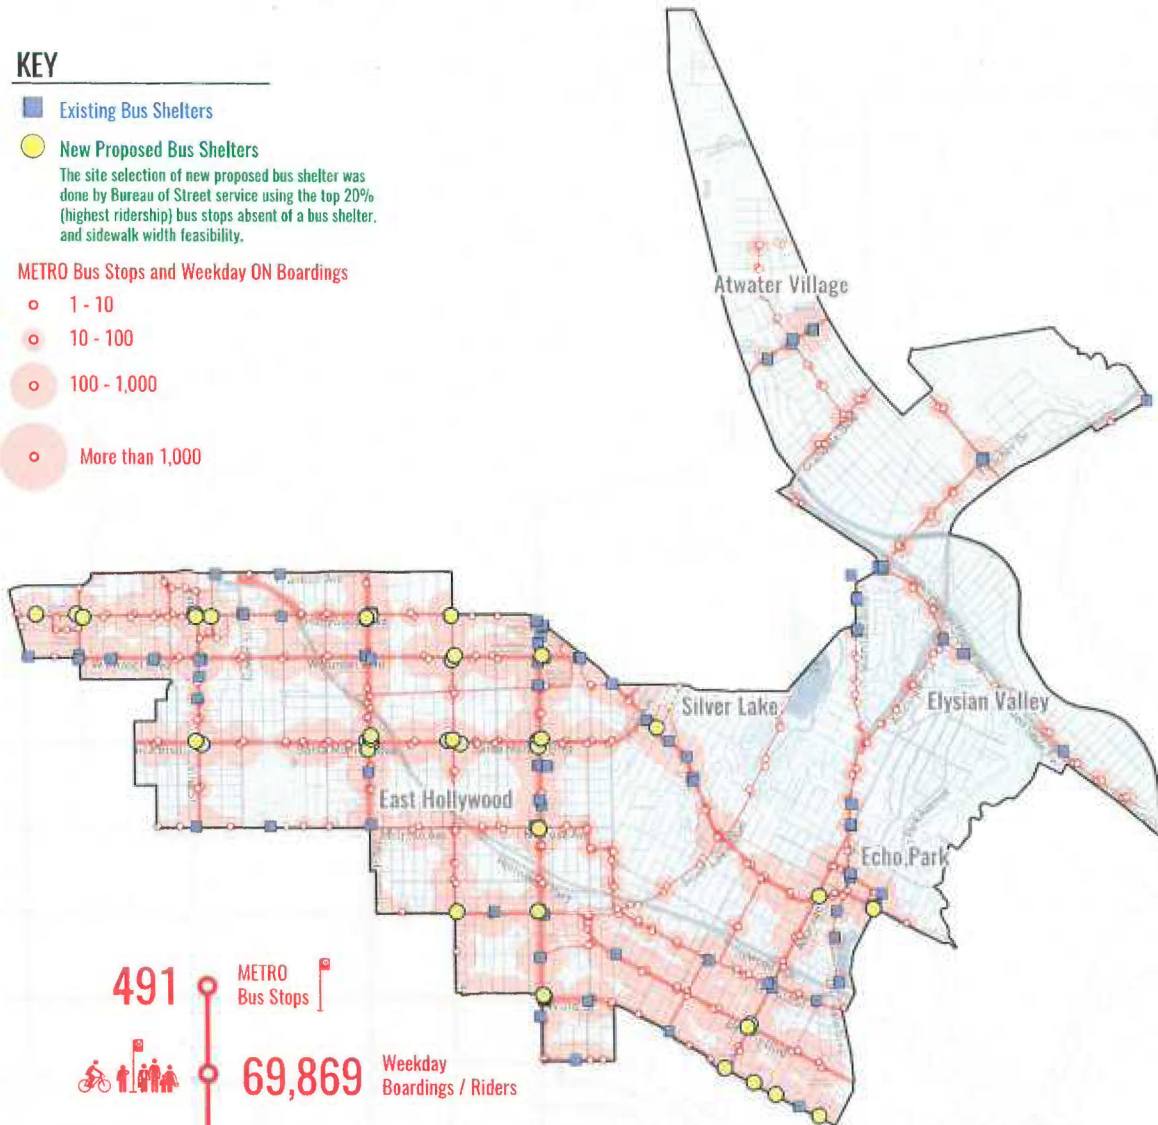 KEY
Existing Bus Shelters
New Proposed Bus Shelters
The site selection of new proposed bus shelter was
done by Bureau of Street service using the top 20%
(highest ridership) bus stops absent of a bus shelter,
and sidewalk width feasibility.
METRO Bus Stops and Weekday ON Boardings
1 - 10
10 - 100
100 - 1,000
More than 1,000
Atwater Village
Silver Lake
Elysian Valley
East Hollywood
Echo Park
491
METRO
Bus Stops
69,869
Weekday
Boardings / Riders